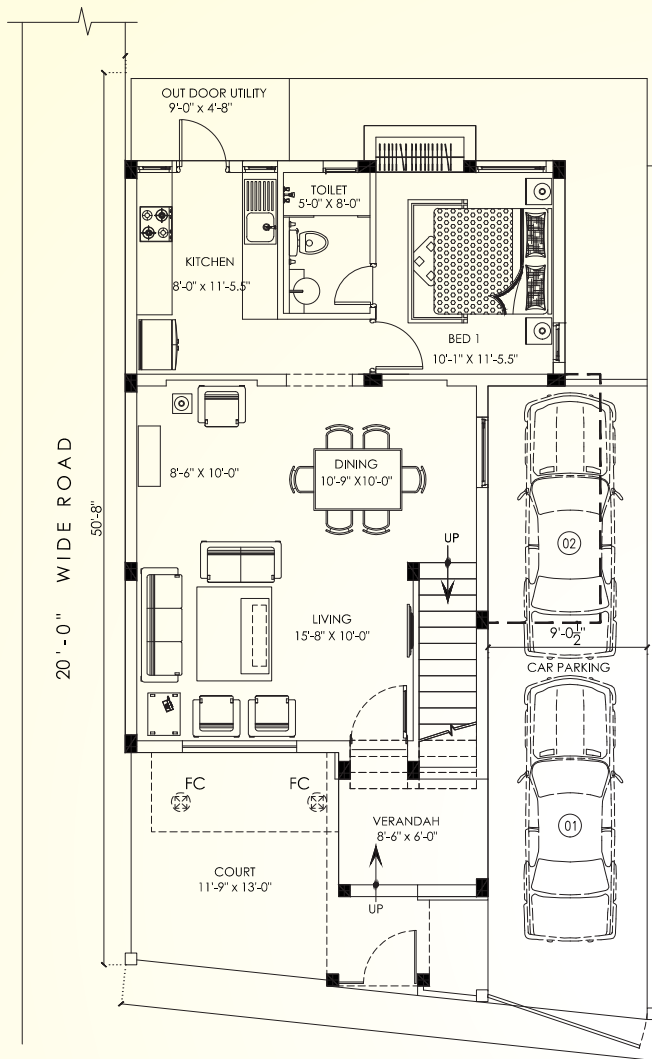 OUT DOOR UTILITY
9'-0" x 4'-8"
TOILET
5'-0" X 8'-0"
KITCHEN
8'-0" x 11'-5.5"
BED 1
10'-1" X 11'-5.5"
8'-6" X 10'-0"
DINING
10'-9" X10'-0"
UP
02
20'-0" WIDE ROAD
50'-8"
LIVING
15'-8" X 10'-0"
9'-0½"
CAR PARKING
FC
FC
VERANDAH
8'-6" x 6'-0"
01
COURT
11'-9" x 13'-0"
UP